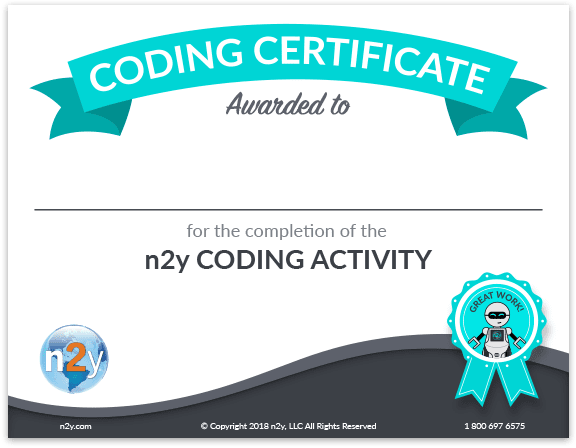 CODING CERTIFICATE
Awarded to
for the completion of the
n2y CODING ACTIVITY
GREAT WORK!
n2y
n2y.com
© Copyright 2018 n2y, LLC All Rights Reserved
1 800 697 6575